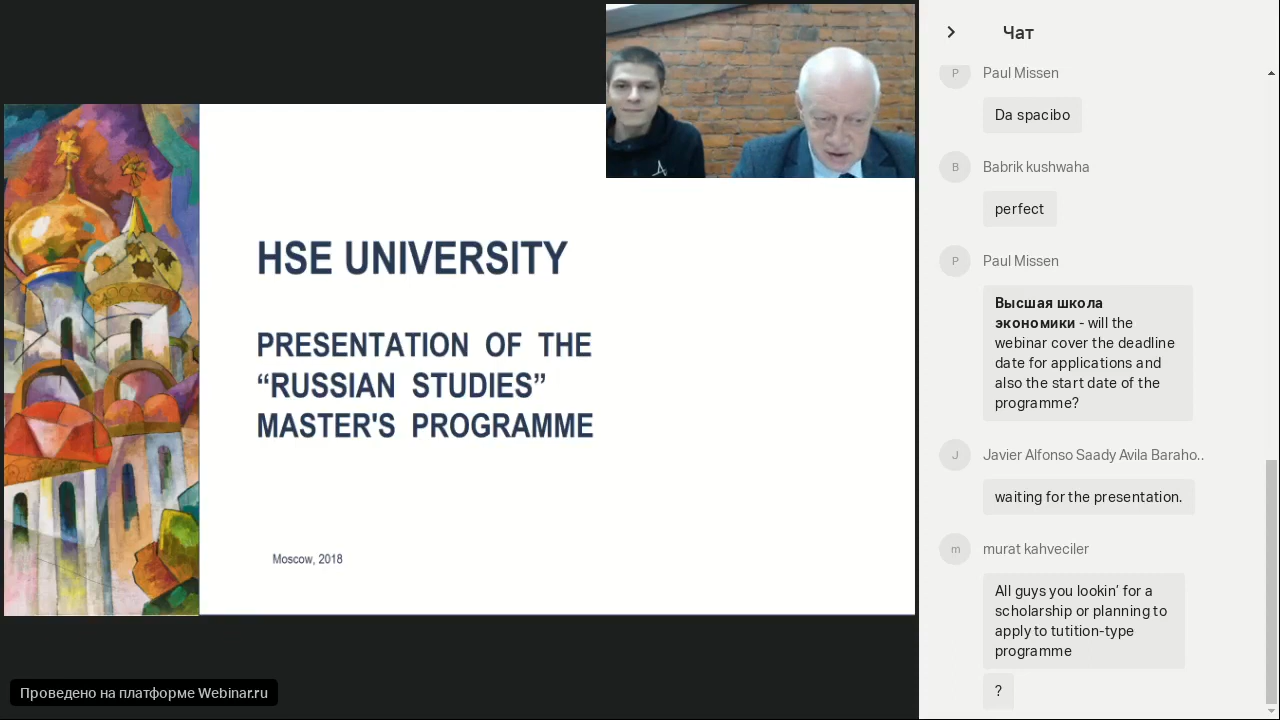 HSE UNIVERSITY
PRESENTATION OF THE
“RUSSIAN STUDIES”
MASTER'S PROGRAMME
Moscow, 2018
Проведено на платформе Webinar.ru
Чат
P
Paul Missen
Da spacibo
B
Babrik kushwaha
perfect
P
Paul Missen
Высшая школа
экономики - will the
webinar cover the deadline
date for applications and
also the start date of the
programme?
J
Javier Alfonso Saady Avila Baraho..
waiting for the presentation.
m
murat kahveciler
All guys you lookin’ for a
scholarship or planning to
apply to tutition-type
programme
?